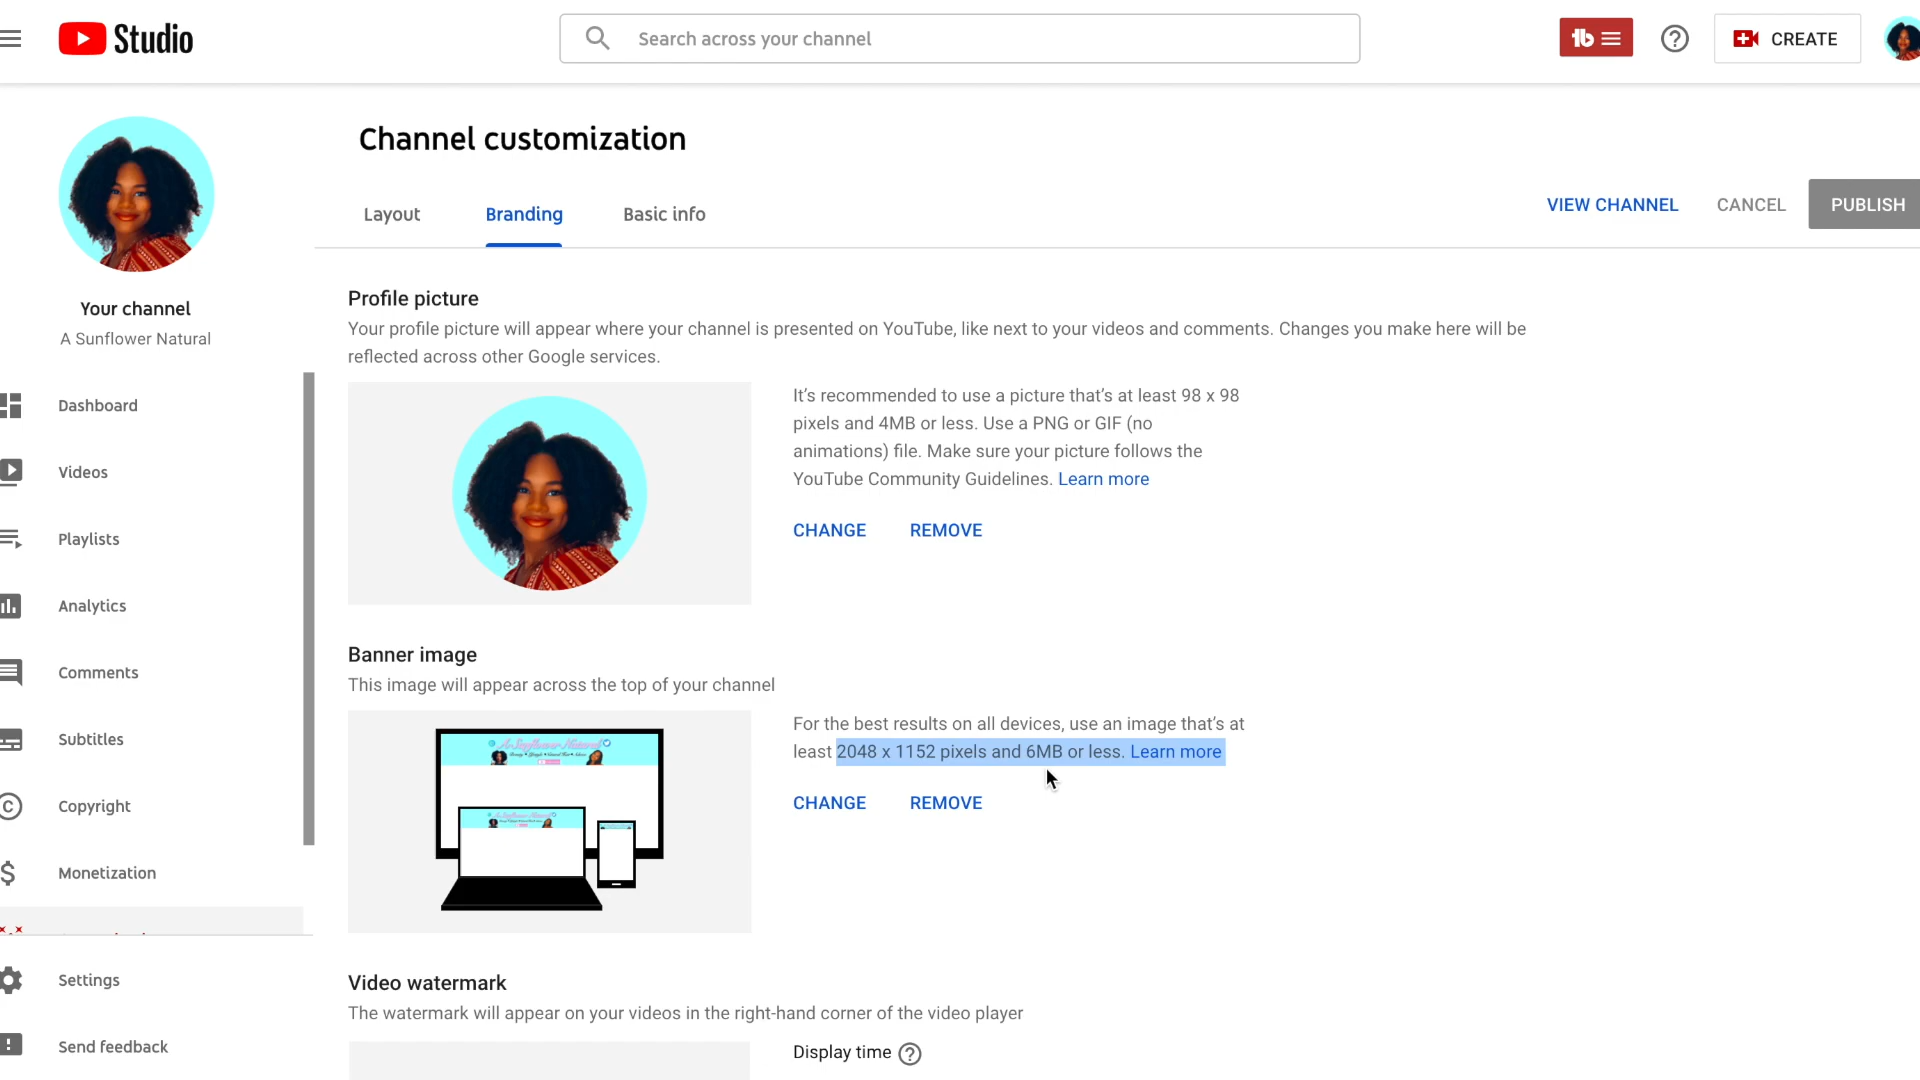 Studio
Search across your channel
CREATE
Channel customization
Layout
Branding
Basic info
VIEW CHANNEL
CANCEL
PUBLISH
Your channel
A Sunflower Natural
Dashboard
Videos
Playlists
Analytics
Comments
Subtitles
Copyright
Monetization
Settings
Send feedback
Profile picture
Your profile picture will appear where your channel is presented on YouTube, like next to your videos and comments. Changes you make here will be
reflected across other Google services.
It's recommended to use a picture that's at least 98 x 98
pixels and 4MB or less. Use a PNG or GIF (no
animations) file. Make sure your picture follows the
YouTube Community Guidelines. Learn more
CHANGE
REMOVE
Banner image
This image will appear across the top of your channel
A Sunflower Natural
For the best results on all devices, use an image that's at
least 2048 x 1152 pixels and 6MB or less. Learn more
CHANGE
REMOVE
Video watermark
The watermark will appear on your videos in the right-hand corner of the video player
Display time